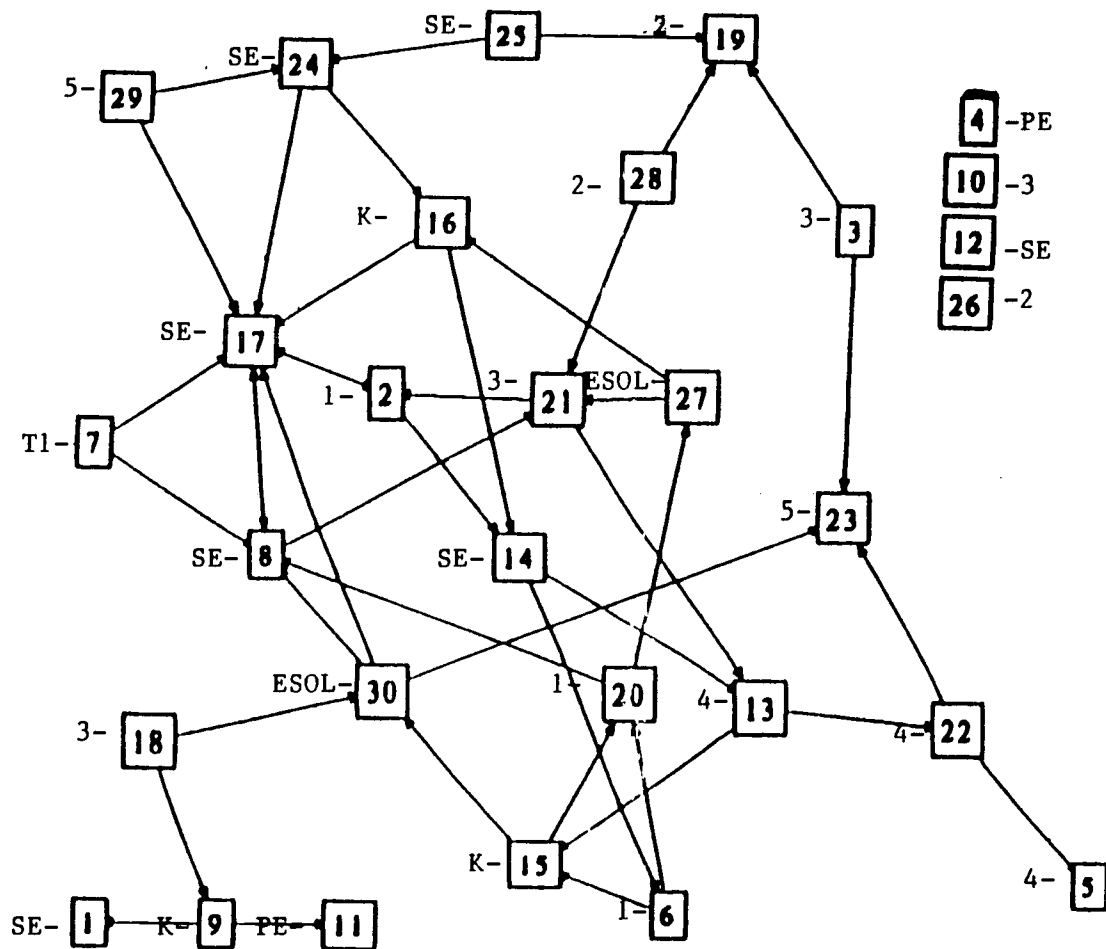 SE- 25
2- 19
SE- 24
5- 29
4 -PE
2- 28
10 -3
K- 16
3- 3
12 -SE
26 -2
SE- 17
1- 2
3- 21
ESOL- 27
T1- 7
5- 23
SE- 8
SE- 14
ESOL- 30
1- 20
4- 13
3- 18
4- 22
K- 15
4- 5
1- 6
SE- 1
K- 9
PE- 11